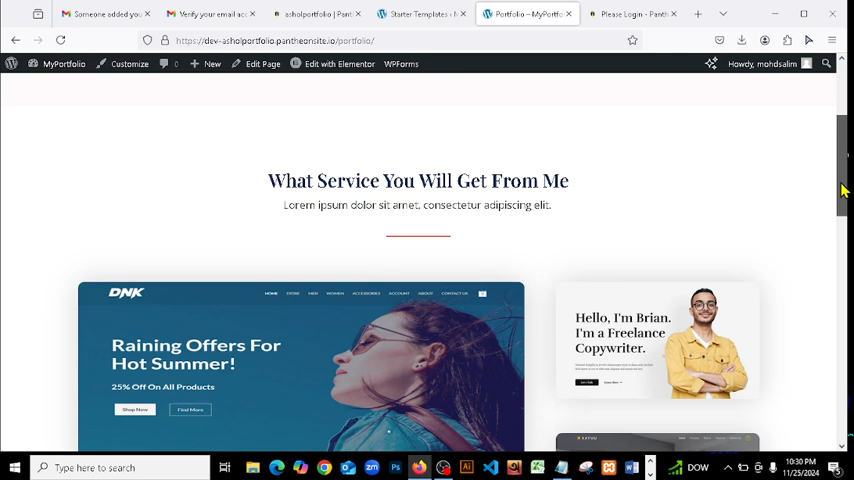 Someone added you
Verify your email acc
asholportfolio | Pant
Starter Templates ‹ M
Portfolio – MyPortfo
Please Login - Panth
https://dev-asholportfolio.pantheonsite.io/portfolio/
MyPortfolio Customize 0 New Edit Page Edit with Elementor WPForms Howdy, mohdsalim
What Service You Will Get From Me
Lorem ipsum dolor sit amet, consectetur adipiscing elit.
DNK HOME STORE MEN WOMEN ACCESSORIES ACCOUNT ABOUT CONTACT US
Raining Offers For
Hot Summer!
25% Off On All Products
Shop Now Find More
Hello, I'm Brian.
I'm a Freelance
Copywriter.
Type here to search
DOW
10:30 PM
11/25/2024